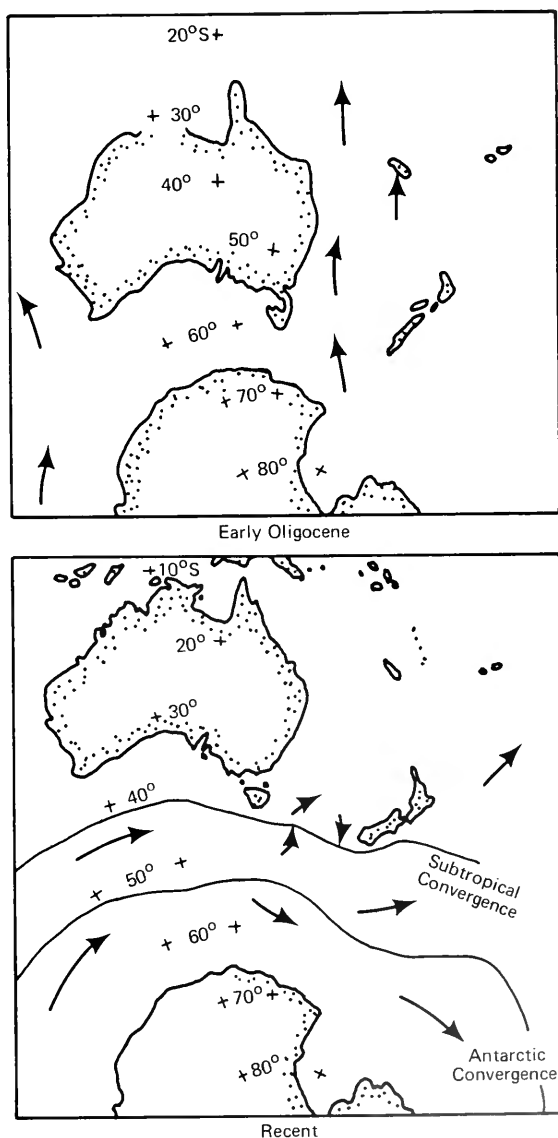 20°S+
+ 30°
40° +
50° +
+ 60° +
+70° +
+ 80° ×
Early Oligocene
+10°S
20° +
+ 30°
+ 40°
+ 50° +
Subtropical
Convergence
+ 60° +
+70° +
+80° ×
Antarctic
Convergence
Recent